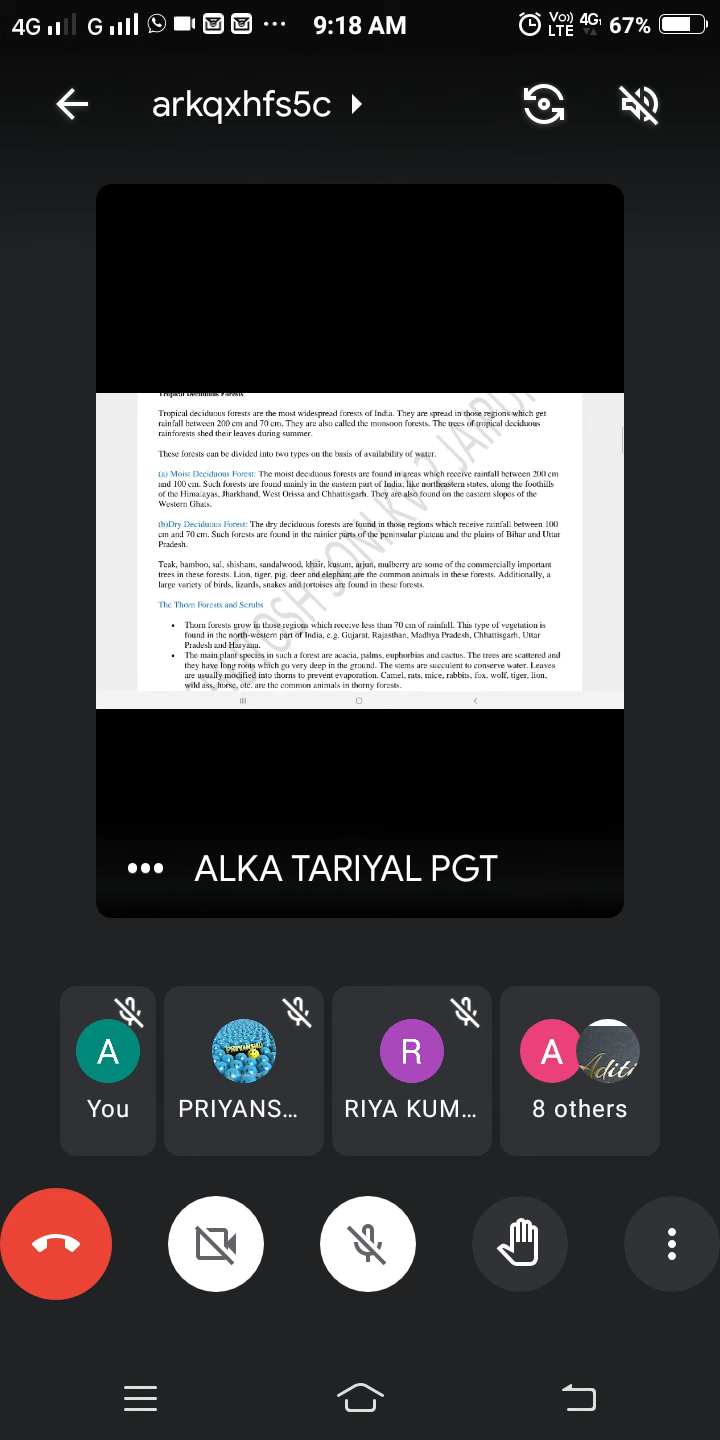 4G G 9:18 AM Vo)) LTE 4G 67%
arkqxhfs5c
Tropical Deciduous Forests
Tropical deciduous forests are the most widespread forests of India. They are spread in those regions which get
rainfall between 200 cm and 70 cm. They are also called the monsoon forests. The trees of tropical deciduous
rainforests shed their leaves during summer.
These forests can be divided into two types on the basis of availability of water.
(a) Moist Deciduous Forest: The moist deciduous forests are found in areas which receive rainfall between 200 cm
and 100 cm. Such forests are found mainly in the eastern part of India; like northeastern states, along the foothills
of the Himalayas, Jharkhand, West Orissa and Chhattisgarh. They are also found on the eastern slopes of the
Western Ghats.
(b)Dry Deciduous Forest: The dry deciduous forests are found in those regions which receive rainfall between 100
cm and 70 cm. Such forests are found in the rainier parts of the peninsular plateau and the plains of Bihar and Uttar
Pradesh.
Teak, bamboo, sal, shisham, sandalwood, khair, kusum, arjun, mulberry are some of the commercially important
trees in these forests. Lion, tiger, pig, deer and elephant are the common animals in these forests. Additionally, a
large variety of birds, lizards, snakes and tortoises are found in these forests.
The Thorn Forests and Scrubs
• Thorn forests grow in those regions which receive less than 70 cm of rainfall. This type of vegetation is
found in the north-western part of India, e.g. Gujarat, Rajasthan, Madhya Pradesh, Chhattisgarh, Uttar
Pradesh and Haryana.
• The main plant species in such a forest are acacia, palms, euphorbias and cactus. The trees are scattered and
they have long roots which go very deep in the ground. The stems are succulent to conserve water. Leaves
are usually modified into thorns to prevent evaporation. Camel, rats, mice, rabbits, fox, wolf, tiger, lion,
wild ass, horse, etc. are the common animals in thorny forests.
SONI KV 2
ALKA TARIYAL PGT
A R A Aditi
You PRIYANS... RIYA KUM... 8 others